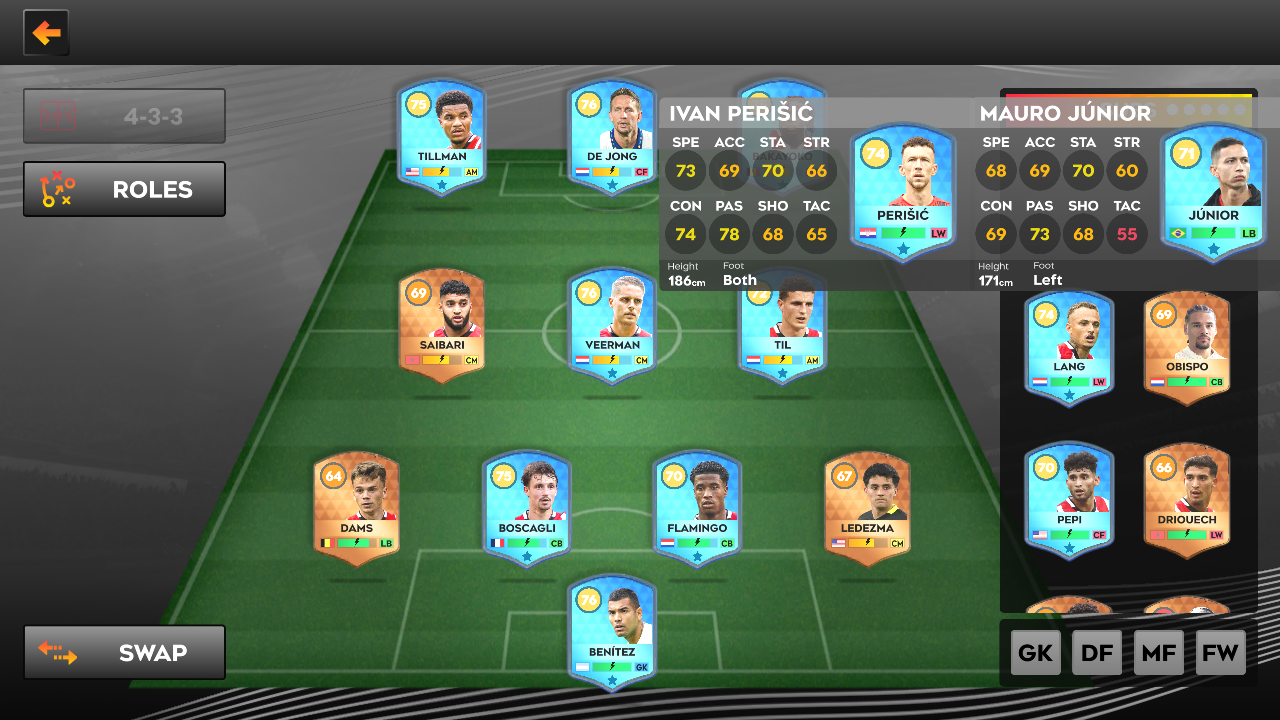 4-3-3
ROLES
75
TILLMAN
AM
76
DE JONG
CF
BAKAYOKO
IVAN PERIŠIĆ
SPE ACC STA STR
73 69 70 66
CON PAS SHO TAC
74 78 68 65
Height Foot
186cm Both
74
PERIŠIĆ
LW
MAURO JÚNIOR
SPE ACC STA STR
68 69 70 60
CON PAS SHO TAC
69 73 68 55
Height Foot
171cm Left
71
JÚNIOR
LB
69
SAIBARI
CM
76
VEERMAN
CM
72
TIL
AM
74
LANG
LW
69
OBISPO
CB
64
DAMS
LB
75
BOSCAGLI
CB
70
FLAMINGO
CB
67
LEDEZMA
CM
70
PEPI
CF
66
DRIOUECH
LW
76
BENÍTEZ
GK
SWAP
GK DF MF FW